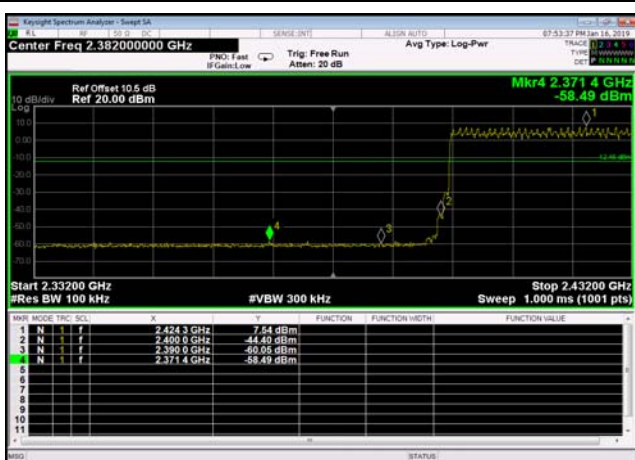 Keysight Spectrum Analyzer - Swept SA
RL RF 50 Ω DC SENSE:INT ALIGN AUTO 07:53:37 PM Jan 16, 2019
Center Freq 2.382000000 GHz PNO: Fast Trig: Free Run Avg Type: Log-Pwr TRACE 1 2 3 4 5 6
IFGain:Low Atten: 20 dB TYPE
DET P N N N N N
Mkr4 2.371 4 GHz
Ref Offset 10.5 dB
10 dB/div Ref 20.00 dBm -58.49 dBm
Log
10.0
0.00
-10.0
-20.0
-30.0
-40.0
-50.0
-60.0
-70.0
1
2
3
4
Start 2.33200 GHz Stop 2.43200 GHz
#Res BW 100 kHz #VBW 300 kHz Sweep 1.000 ms (1001 pts)
MKR MODE TRC SCL X Y FUNCTION FUNCTION WIDTH FUNCTION VALUE
1 N 1 f 2.424 3 GHz 7.54 dBm
2 N 1 f 2.400 0 GHz -44.40 dBm
3 N 1 f 2.390 0 GHz -60.05 dBm
4 N 1 f 2.371 4 GHz -58.49 dBm
5
6
7
8
9
10
11
MSG STATUS